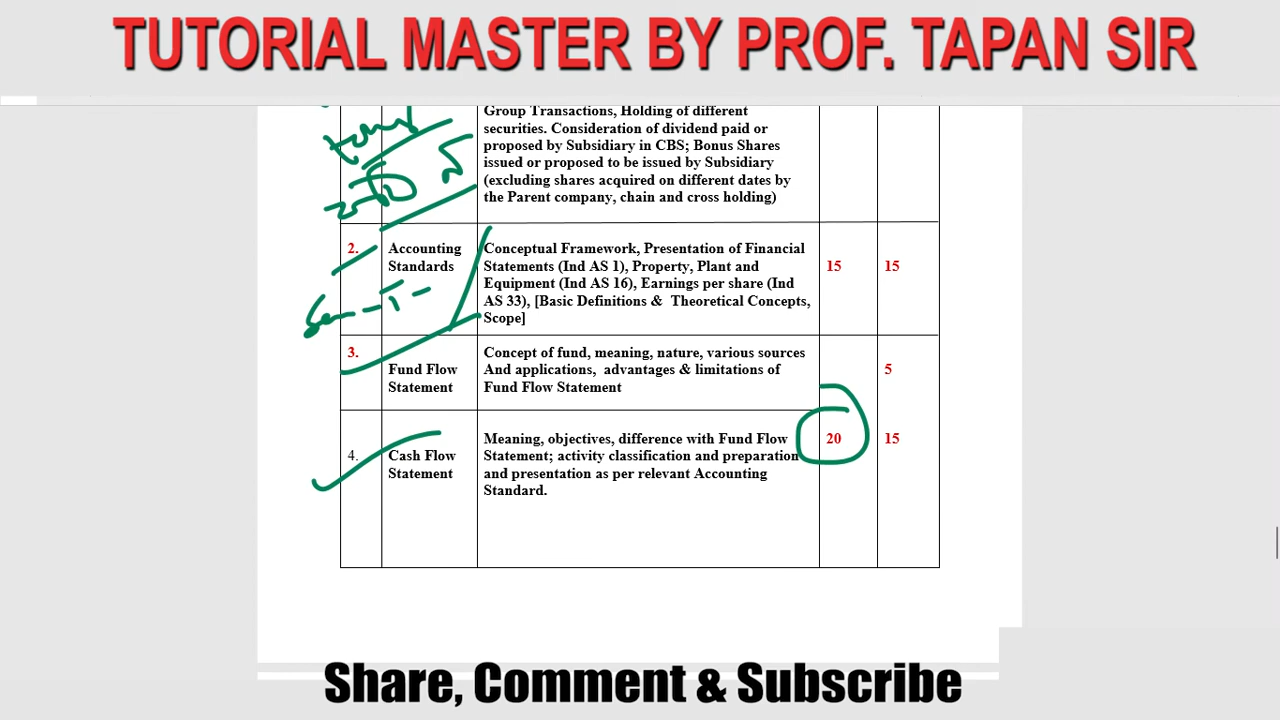 TUTORIAL MASTER BY PROF. TAPAN SIR
Group Transactions, Holding of different
securities. Consideration of dividend paid or
proposed by Subsidiary in CBS; Bonus Shares
issued or proposed to be issued by Subsidiary
(excluding shares acquired on different dates by
the Parent company, chain and cross holding)
2.
Accounting
Standards
Conceptual Framework, Presentation of Financial
Statements (Ind AS 1), Property, Plant and
Equipment (Ind AS 16), Earnings per share (Ind
AS 33), [Basic Definitions & Theoretical Concepts,
Scope]
15
15
3.
Fund Flow
Statement
Concept of fund, meaning, nature, various sources
And applications, advantages & limitations of
Fund Flow Statement
5
4.
Cash Flow
Statement
Meaning, objectives, difference with Fund Flow
Statement; activity classification and preparation
and presentation as per relevant Accounting
Standard.
20
15
Share, Comment & Subscribe